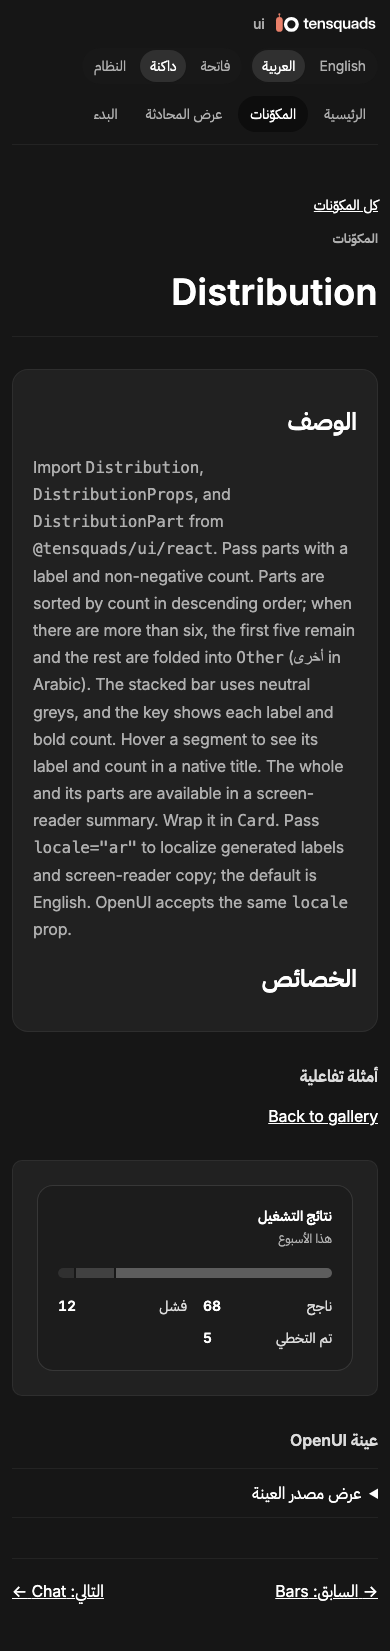 tensquads ui
English العربية فاتحة داكنة النظام
الرئيسية المكوّنات عرض المحادثة البدء
كل المكوّنات
المكوّنات
Distribution
الوصف
Import Distribution,
DistributionProps, and
DistributionPart from
@tensquads/ui/react. Pass parts with a
label and non-negative count. Parts are
sorted by count in descending order; when
there are more than six, the first five remain
and the rest are folded into Other (أخرى in
Arabic). The stacked bar uses neutral
greys, and the key shows each label and
bold count. Hover a segment to see its
label and count in a native title. The whole
and its parts are available in a screen-
reader summary. Wrap it in Card. Pass
locale="ar" to localize generated labels
and screen-reader copy; the default is
English. OpenUI accepts the same locale
prop.
الخصائص
أمثلة تفاعلية
Back to gallery
نتائج التشغيل
هذا الأسبوع
ناجح 68 فشل 12
تم التخطي 5
عينة OpenUI
عرض مصدر العينة
→ السابق: Bars التالي: Chat ←